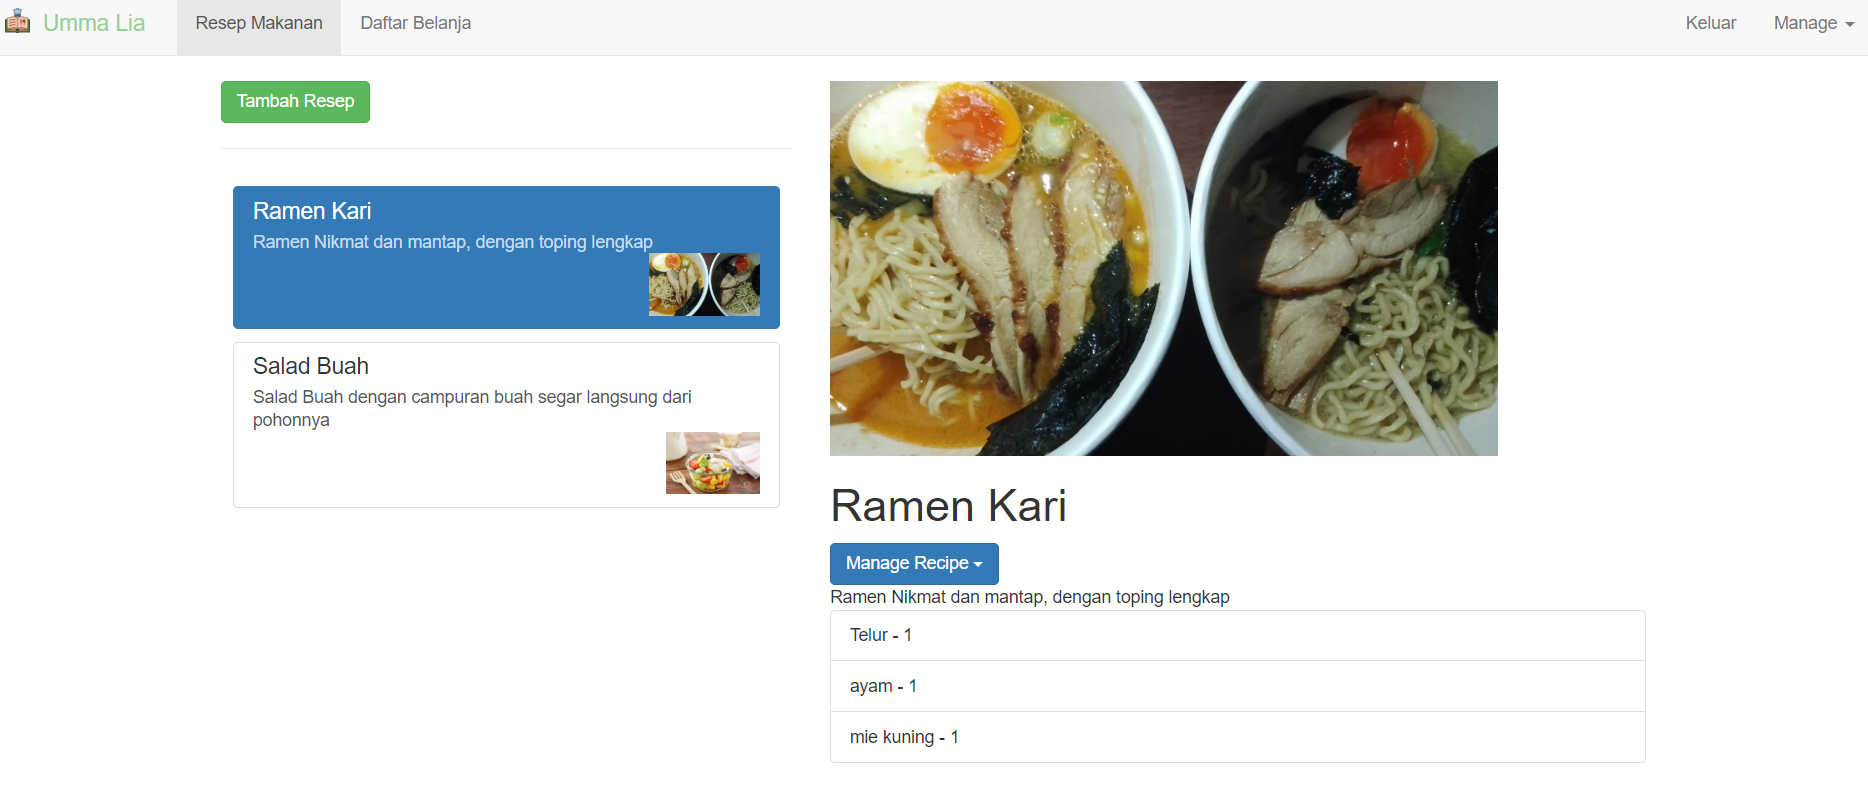 Umma Lia
Resep Makanan
Daftar Belanja
Keluar
Manage
Tambah Resep
Ramen Kari
Ramen Nikmat dan mantap, dengan toping lengkap
Salad Buah
Salad Buah dengan campuran buah segar langsung dari
pohonnya
Ramen Kari
Manage Recipe
Ramen Nikmat dan mantap, dengan toping lengkap
Telur - 1
ayam - 1
mie kuning - 1